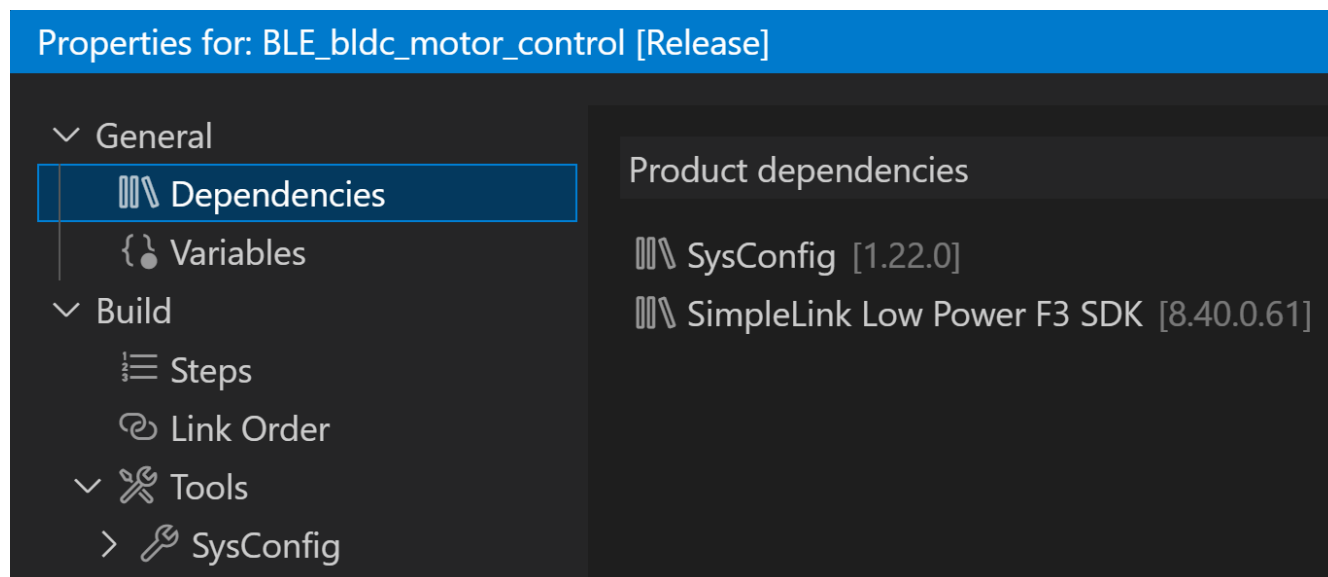 Properties for: BLE_bldc_motor_control [Release]
General
Dependencies
Variables
Build
Steps
Link Order
Tools
SysConfig
Product dependencies
SysConfig [1.22.0]
SimpleLink Low Power F3 SDK [8.40.0.61]